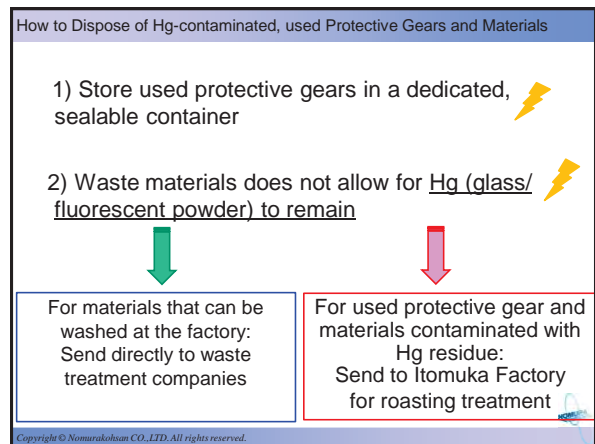 How to Dispose of Hg-contaminated, used Protective Gears and Materials
1) Store used protective gears in a dedicated,
sealable container
2) Waste materials does not allow for Hg (glass/
fluorescent powder) to remain
For materials that can be
washed at the factory:
Send directly to waste
treatment companies
For used protective gear and
materials contaminated with
Hg residue:
Send to Itomuka Factory
for roasting treatment
NOMURA
Copyright © Nomurakohsan CO.,LTD. All rights reserved.